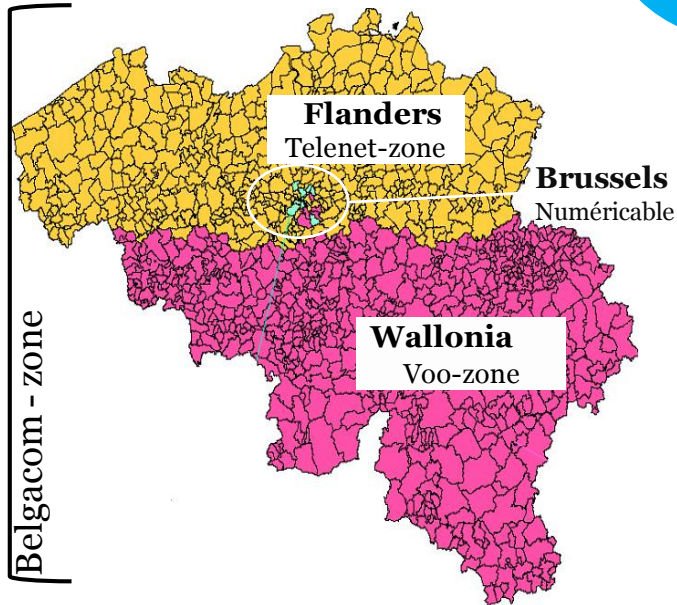 Flanders
Telenet-zone
Brussels
Numéricable
Wallonia
Voo-zone
Belgacom - zone